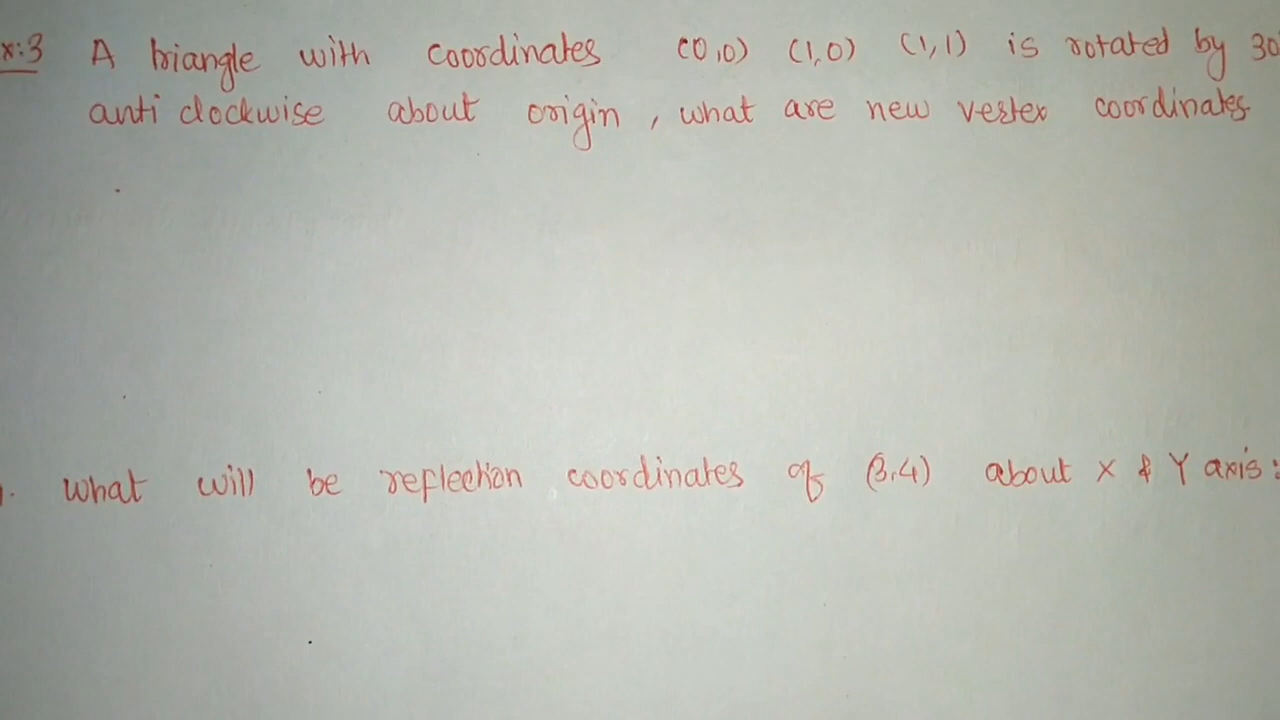 x:3 A triangle with coordinates (0,0) (1,0) (1,1) is rotated by 30°
anti clockwise about origin, what are new vertex coordinates.
what will be reflection coordinates of (3,4) about X & Y axis: